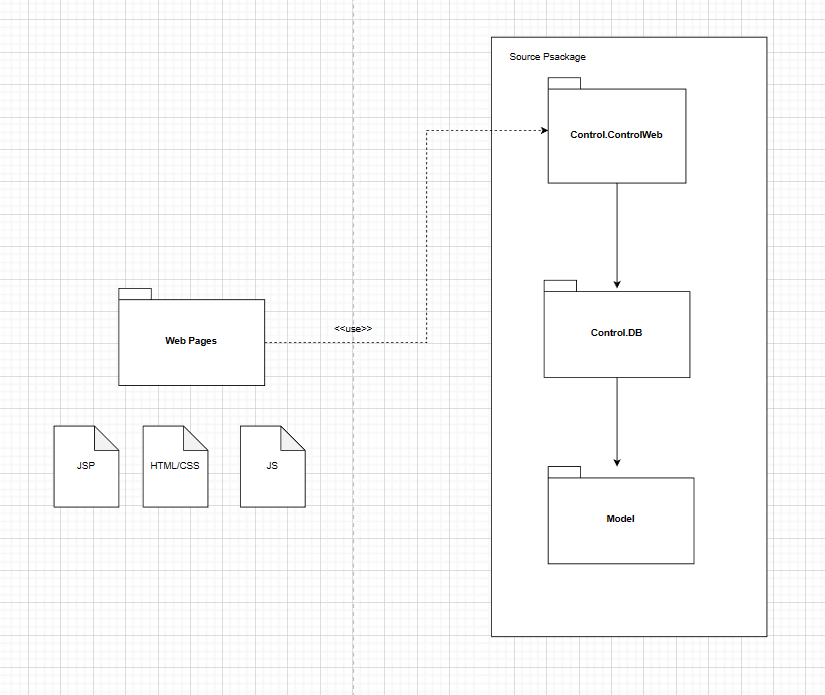 Source Psackage
Control.ControlWeb
<<use>>
Control.DB
Web Pages
JSP
HTML/CSS
JS
Model